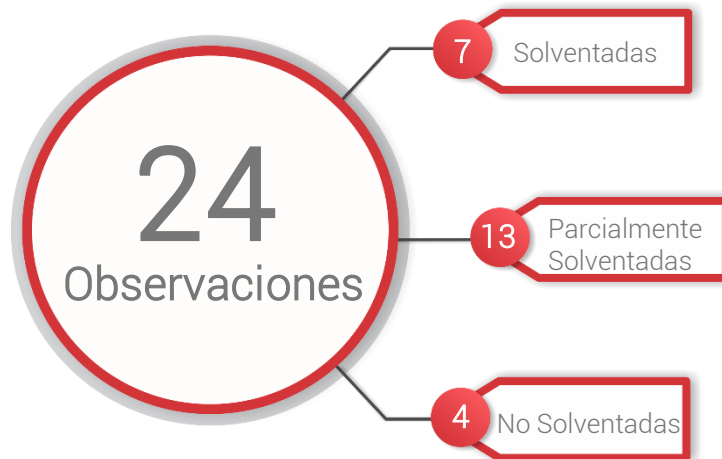 24
Observaciones
7
Solventadas
13
Parcialmente
Solventadas
4
No Solventadas